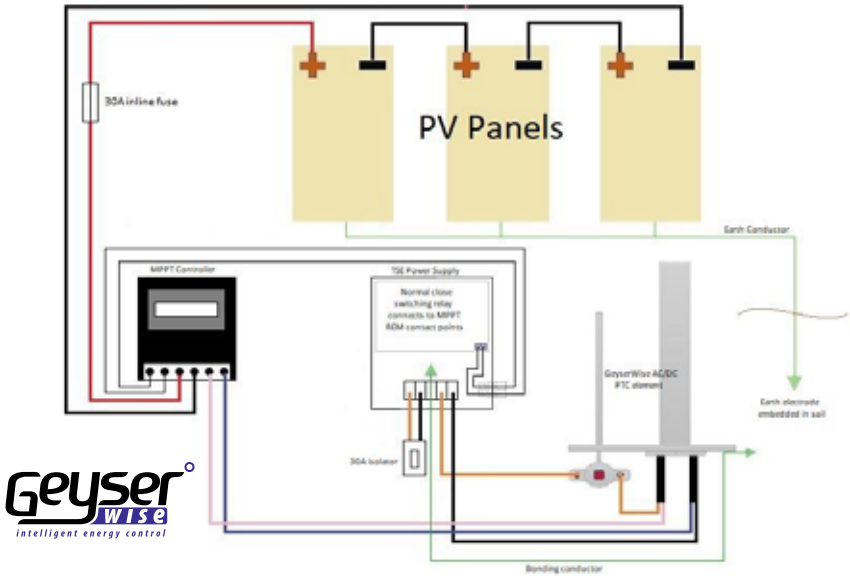 30A inline fuse
PV Panels
Earth Conductor
MPPT Controller
TSE Power Supply
Normal close
switching relay
connects to MPPT
ROM contact points
GeyserWise AC/DC
PTC element
Earth electrode
embedded in soil
30A Isolator
GEYSER
WISE
intelligent energy control
Bonding conductor